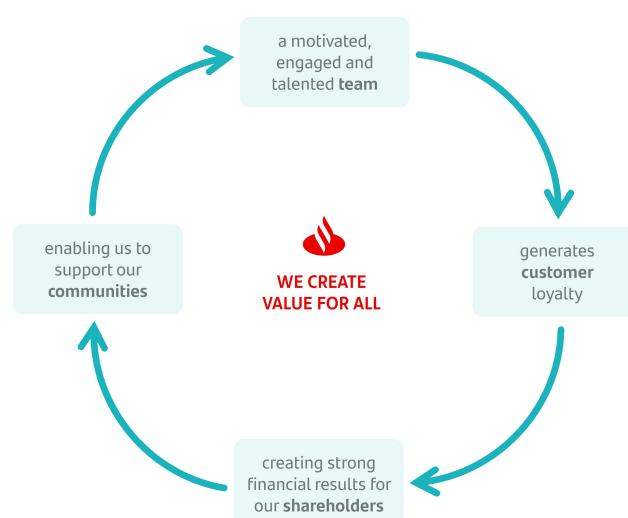 a motivated,
engaged and
talented team
generates
customer
loyalty
creating strong
financial results for
our shareholders
enabling us to
support our
communities
WE CREATE
VALUE FOR ALL